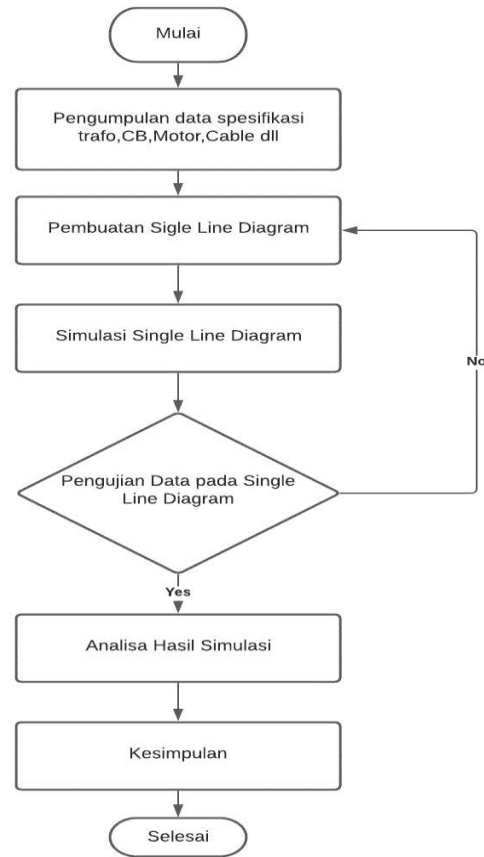 Mulai
Pengumpulan data spesifikasi
trafo,CB,Motor,Cable dll
Pembuatan Sigle Line Diagram
Simulasi Single Line Diagram
No
Pengujian Data pada Single
Line Diagram
Yes
Analisa Hasil Simulasi
Kesimpulan
Selesai